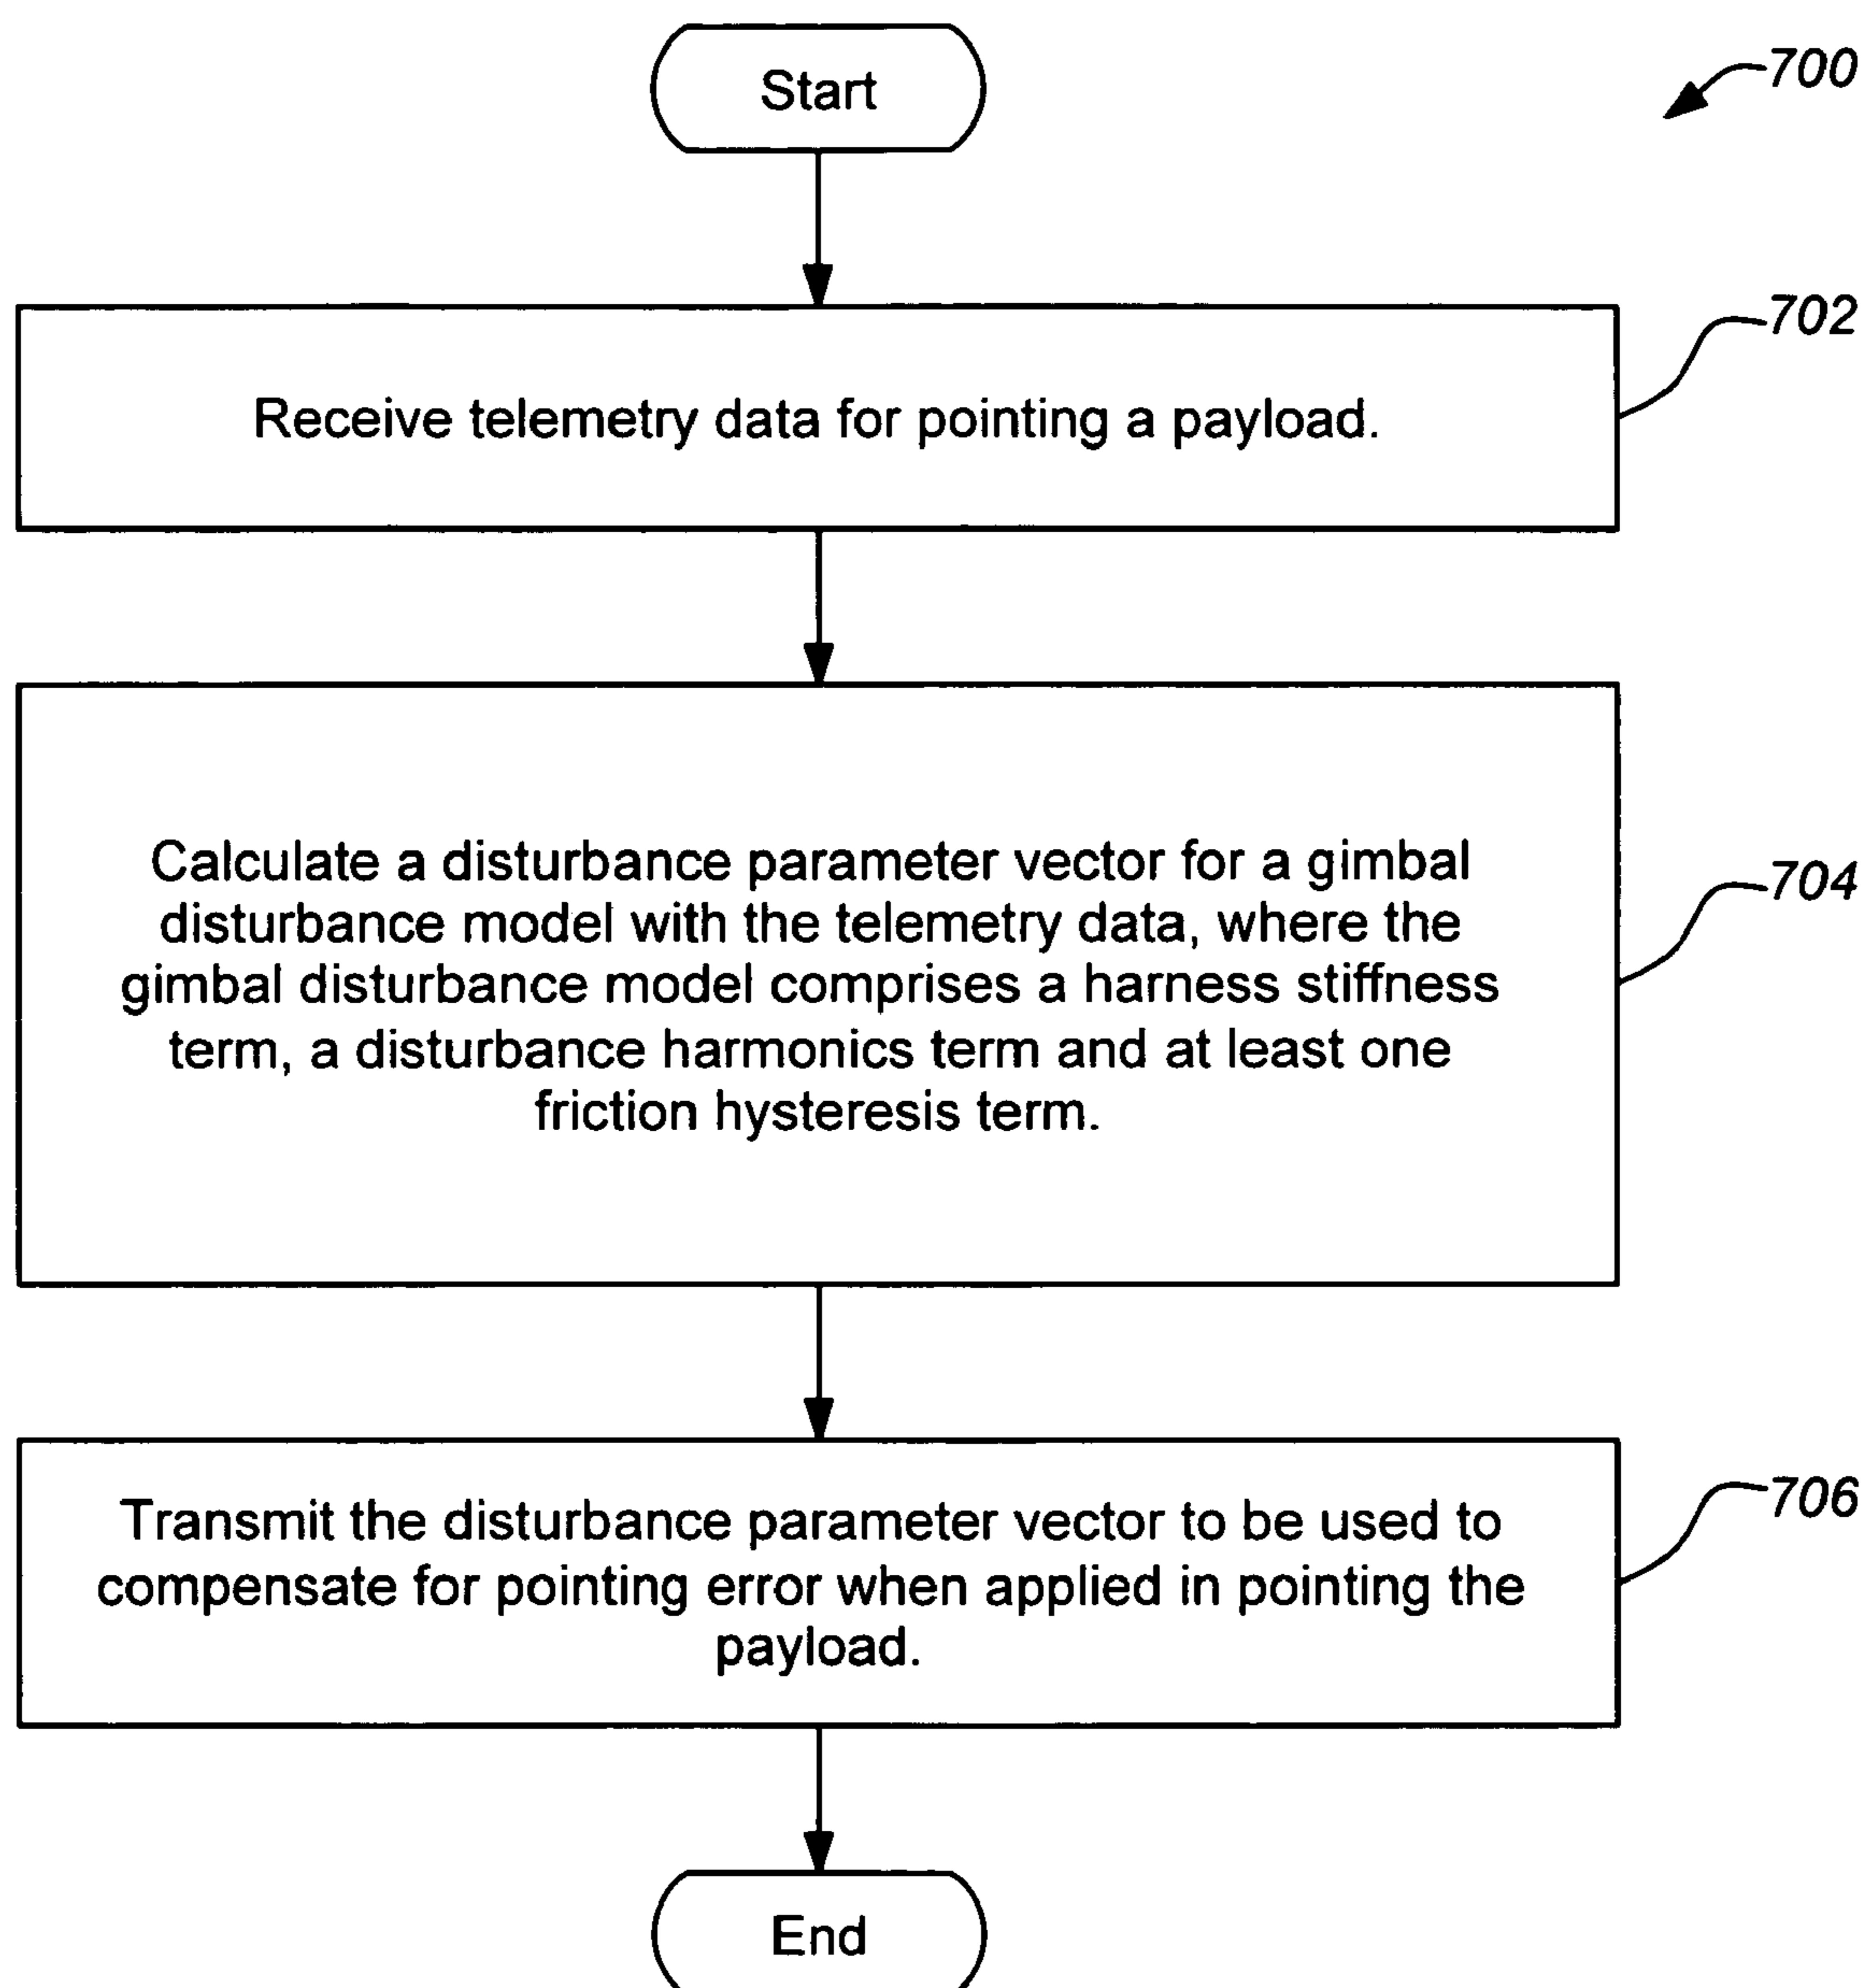 Start
700
702
Receive telemetry data for pointing a payload.
Calculate a disturbance parameter vector for a gimbal
disturbance model with the telemetry data, where the
gimbal disturbance model comprises a harness stiffness
term, a disturbance harmonics term and at least one
friction hysteresis term.
704
Transmit the disturbance parameter vector to be used to
compensate for pointing error when applied in pointing the
payload.
706
End